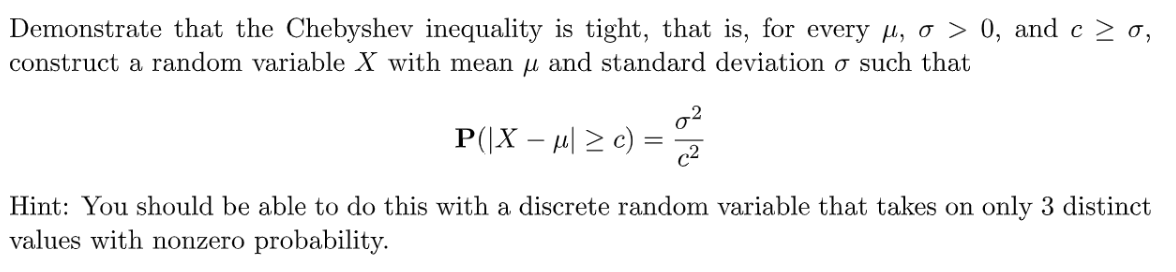 Demonstrate that the Chebyshev inequality is tight, that is, for every μ, σ > 0, and c ≥ σ,
construct a random variable X with mean μ and standard deviation σ such that
P(|X − μ| ≥ c) = σ²/c²
Hint: You should be able to do this with a discrete random variable that takes on only 3 distinct
values with nonzero probability.